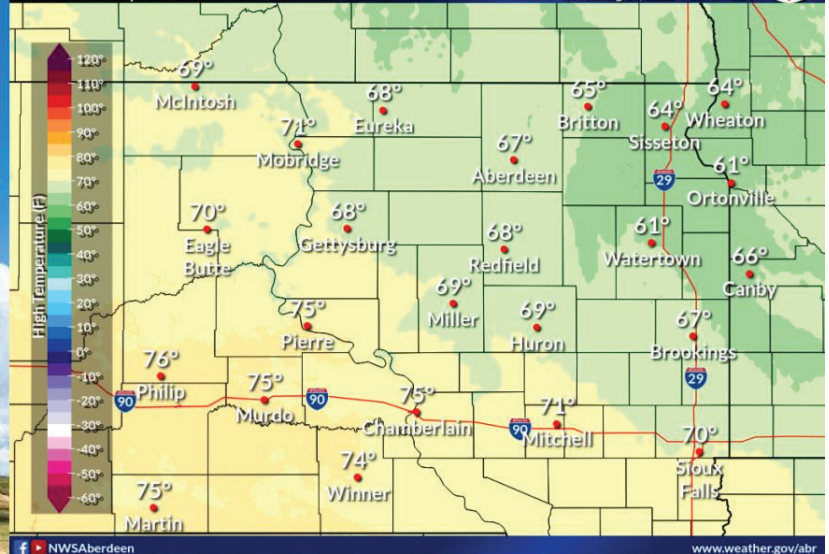 120°
110°
100°
90°
80°
70°
60°
50°
40°
30°
20°
10°
0°
-10°
-20°
-30°
-40°
-50°
-60°
High Temperature (F)
69°
McIntosh
68°
Eureka
65°
Britton
64°
Sisseton
64°
Wheaton
71°
Mobridge
67°
Aberdeen
61°
Ortonville
29
70°
Eagle
Butte
68°
Gettysburg
68°
Redfield
61°
Watertown
66°
Canby
75°
Pierre
69°
Miller
69°
Huron
67°
Brookings
29
76°
Philip
90
75°
Murdo
90
75°
Chamberlain
90
71°
Mitchell
70°
Sioux
Falls
74°
Winner
75°
Martin
NWSAberdeen
www.weather.gov/abr